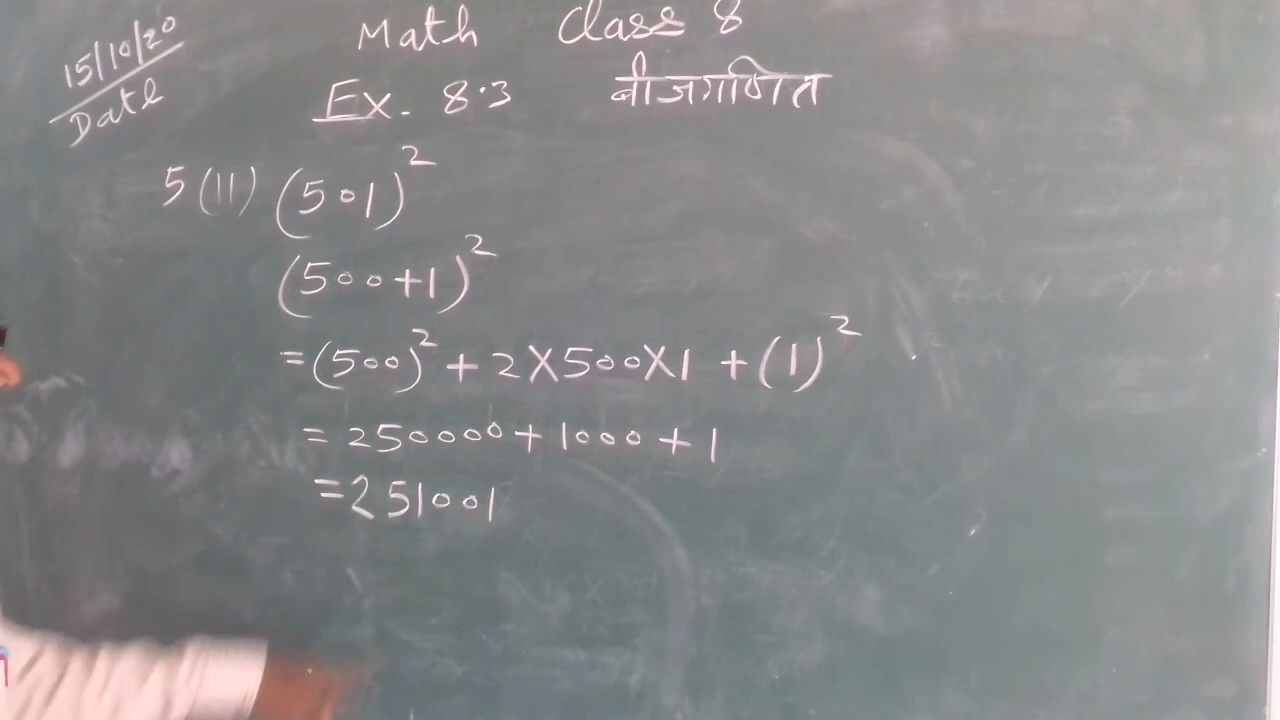 15/10/20
Date
Math Class 8
Ex. 8.3 बीजगणित
5 (11) (501)²
(500+1)²
=(500)² + 2×500×1 + (1)²
= 250000 + 1000 + 1
= 251001